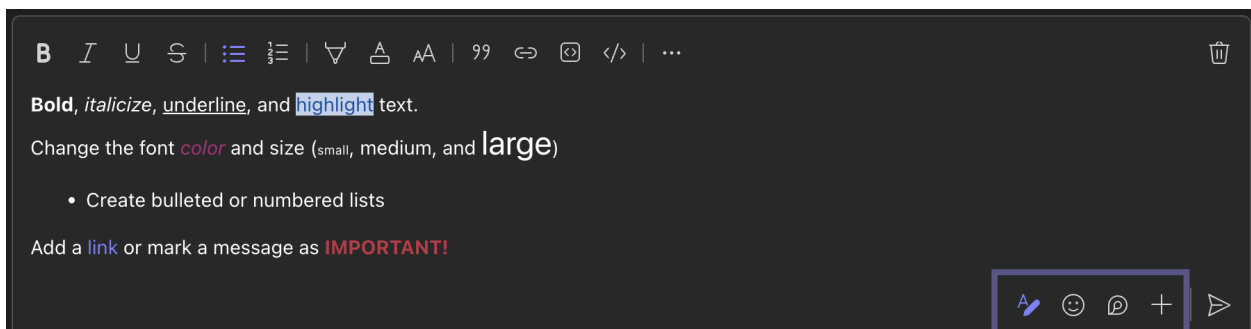 Bold, italicize, underline, and highlight text.
Change the font color and size (small, medium, and large)
• Create bulleted or numbered lists
Add a link or mark a message as IMPORTANT!